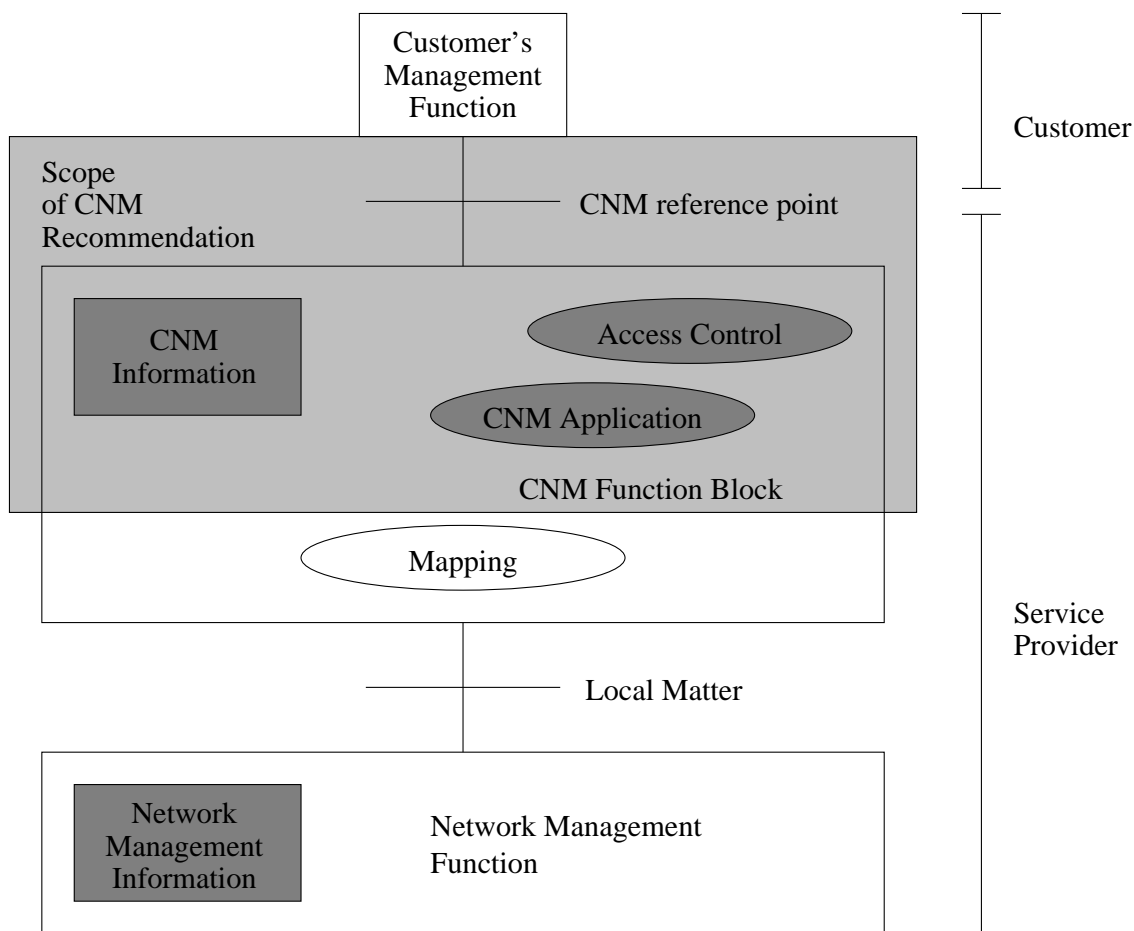 Customer’s
Management
Function
Customer
Scope
of CNM
Recommendation
CNM reference point
CNM
Information
Access Control
CNM Application
CNM Function Block
Mapping
Service
Provider
Local Matter
Network
Management
Information
Network Management
Function